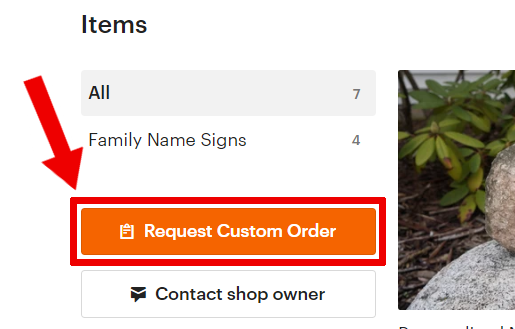 Items
All 7
Family Name Signs 4
Request Custom Order
Contact shop owner